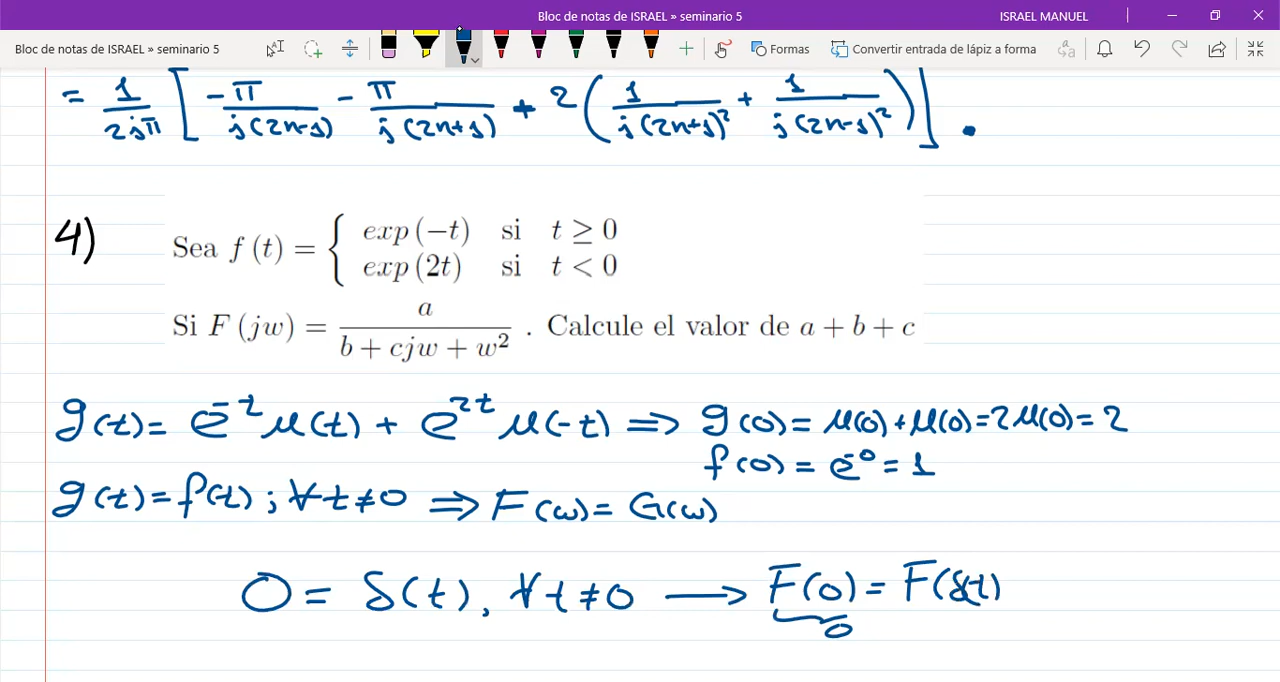 Bloc de notas de ISRAEL » seminario 5
ISRAEL MANUEL
Bloc de notas de ISRAEL » seminario 5
Formas
Convertir entrada de lápiz a forma
= 1/(2jπ) [ -π/(j(2n-1)) - π/(j(2n+1)) + 2 ( 1/(j(2n+1)²) + 1/(j(2n-1)²) ) ] .
4)
Sea f (t) = { exp (−t) si t ≥ 0
exp (2t) si t < 0
Si F (jw) = a / (b + cjw + w²) . Calcule el valor de a + b + c
g(t) = e^{-t} μ(t) + e^{2t} μ(-t) ⟹ g(0) = μ(0) + μ(0) = 2μ(0) = 2
f(0) = e^{-0} = 1
g(t) = f(t) ; ∀ t ≠ 0 ⟹ F(ω) = G(ω)
0 = δ(t), ∀ t ≠ 0 ⟶ F(0) = F(δt)
0